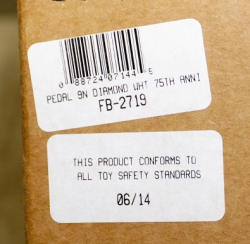 0 88724 07144 5
PEDAL 9N DIAMOND WHT 75TH ANNI
FB-2719
THIS PRODUCT CONFORMS TO
ALL TOY SAFETY STANDARDS
06/14